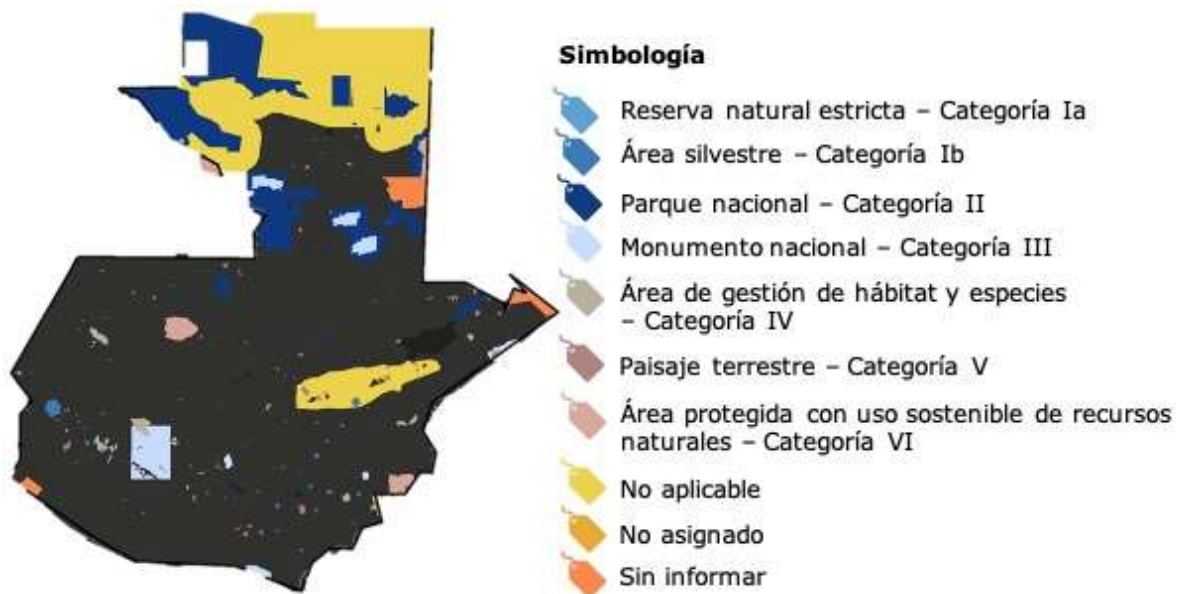 Simbología
Reserva natural estricta – Categoría Ia
Área silvestre – Categoría Ib
Parque nacional – Categoría II
Monumento nacional – Categoría III
Área de gestión de hábitat y especies
– Categoría IV
Paisaje terrestre – Categoría V
Área protegida con uso sostenible de recursos
naturales – Categoría VI
No aplicable
No asignado
Sin informar